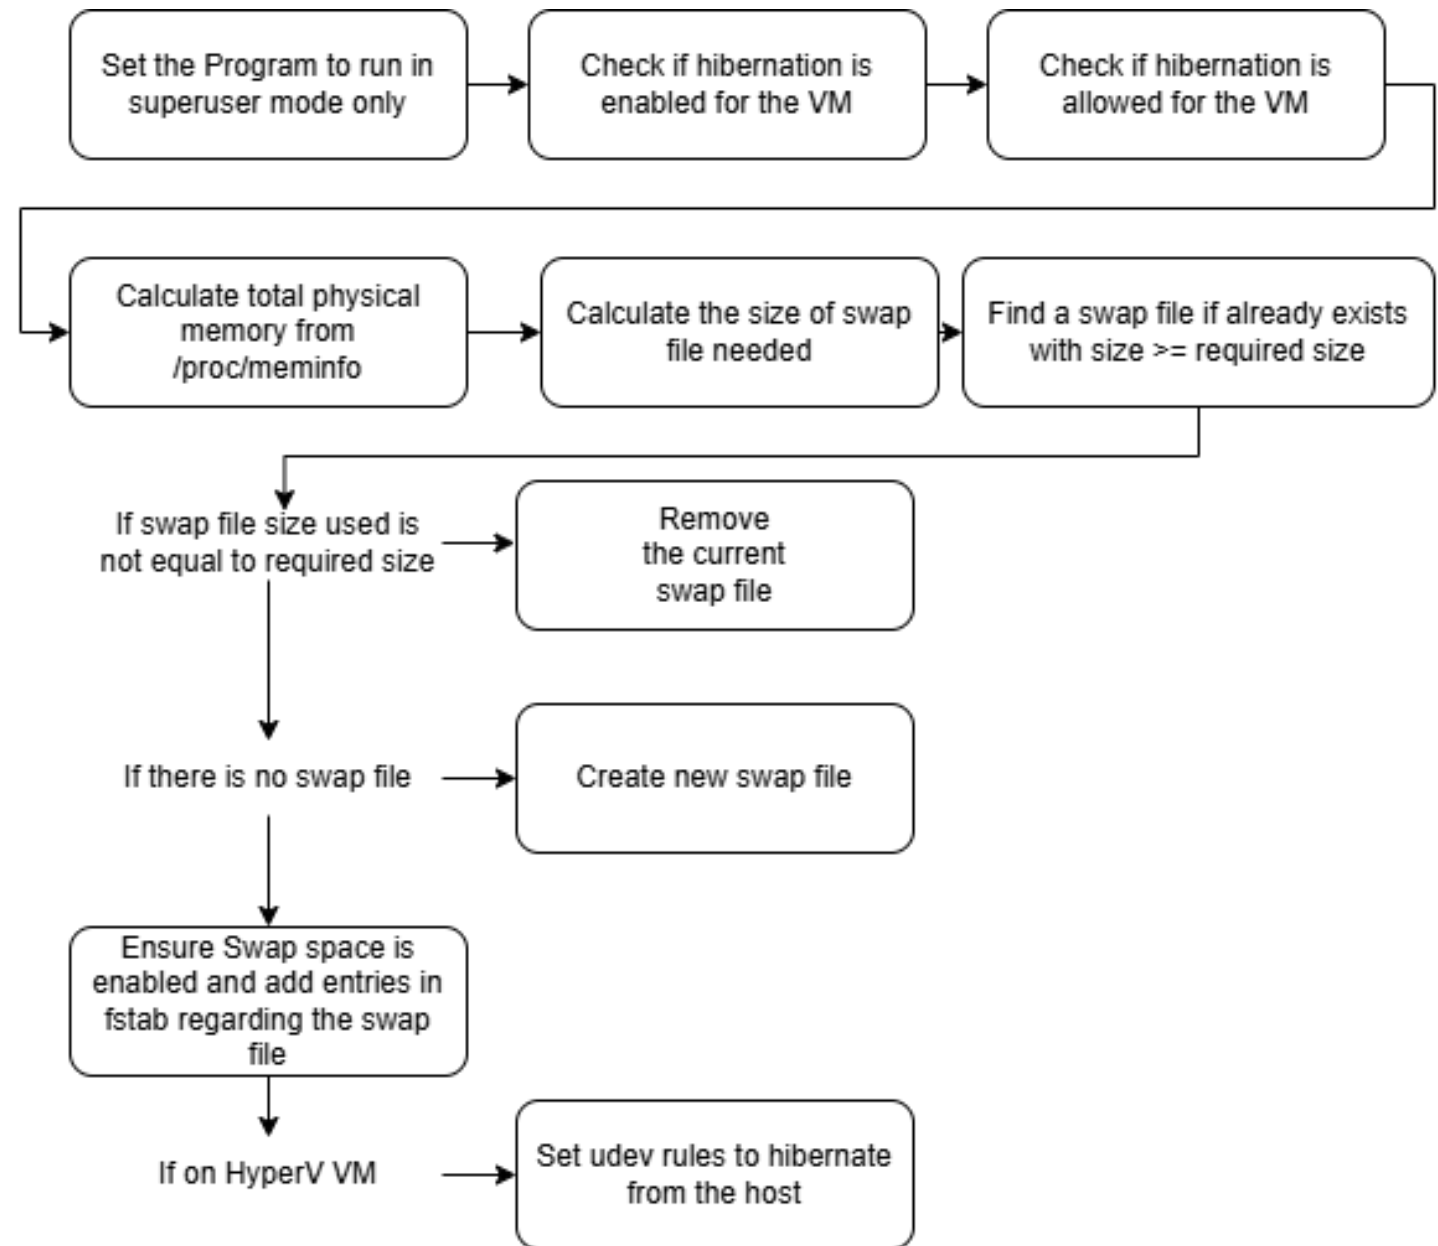 Set the Program to run in
superuser mode only
Check if hibernation is
enabled for the VM
Check if hibernation is
allowed for the VM
Calculate total physical
memory from
/proc/meminfo
Calculate the size of swap
file needed
Find a swap file if already exists
with size >= required size
If swap file size used is
not equal to required size
Remove
the current
swap file
If there is no swap file
Create new swap file
Ensure Swap space is
enabled and add entries in
fstab regarding the swap
file
If on HyperV VM
Set udev rules to hibernate
from the host